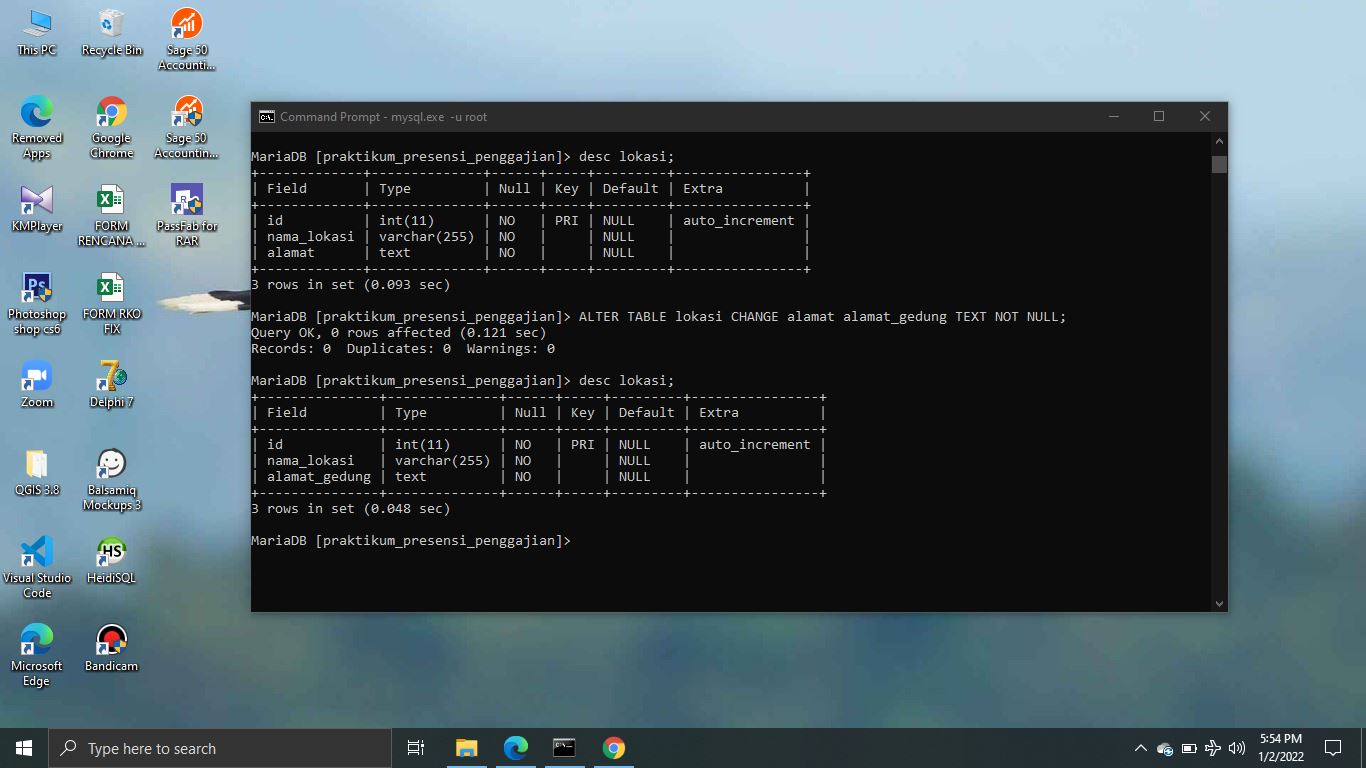 This PC
Recycle Bin
Sage 50
Accounti...
Removed
Apps
Google
Chrome
Sage 50
Accountin...
KMPlayer
FORM
RENCANA ...
PassFab for
RAR
Photoshop
shop cs6
FORM RKO
FIX
Zoom
Delphi 7
QGIS 3.8
Balsamiq
Mockups 3
Visual Studio
Code
HeidiSQL
Microsoft
Edge
Bandicam
Command Prompt - mysql.exe  -u root
MariaDB [praktikum_presensi_penggajian]> desc lokasi;
+-------------+--------------+------+-----+---------+----------------+
| Field       | Type         | Null | Key | Default | Extra          |
+-------------+--------------+------+-----+---------+----------------+
| id          | int(11)      | NO   | PRI | NULL    | auto_increment |
| nama_lokasi | varchar(255) | NO   |     | NULL    |                |
| alamat      | text         | NO   |     | NULL    |                |
+-------------+--------------+------+-----+---------+----------------+
3 rows in set (0.093 sec)
MariaDB [praktikum_presensi_penggajian]> ALTER TABLE lokasi CHANGE alamat alamat_gedung TEXT NOT NULL;
Query OK, 0 rows affected (0.121 sec)
Records: 0  Duplicates: 0  Warnings: 0
MariaDB [praktikum_presensi_penggajian]> desc lokasi;
+---------------+--------------+------+-----+---------+----------------+
| Field         | Type         | Null | Key | Default | Extra          |
+---------------+--------------+------+-----+---------+----------------+
| id            | int(11)      | NO   | PRI | NULL    | auto_increment |
| nama_lokasi   | varchar(255) | NO   |     | NULL    |                |
| alamat_gedung | text         | NO   |     | NULL    |                |
+---------------+--------------+------+-----+---------+----------------+
3 rows in set (0.048 sec)
MariaDB [praktikum_presensi_penggajian]>
Type here to search
5:54 PM
1/2/2022